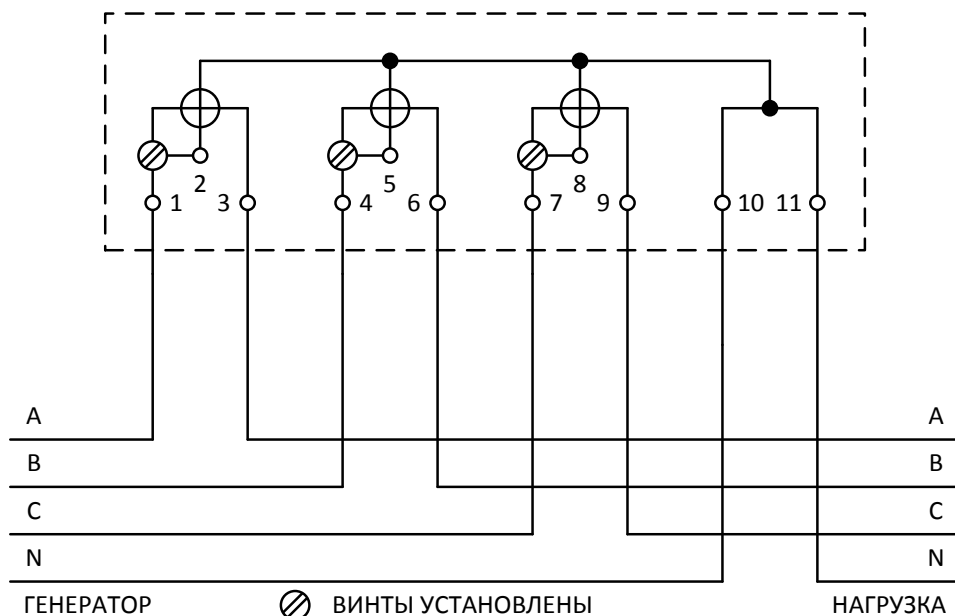 2 5 8
1 3 4 6 7 9 10 11
А А
В В
С С
N N
ГЕНЕРАТОР ВИНТЫ УСТАНОВЛЕНЫ НАГРУЗКА